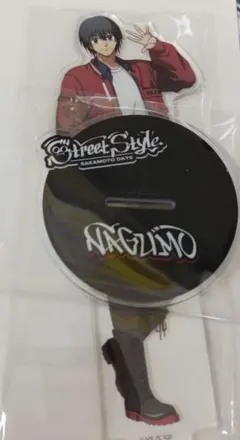 Street Style
SAKAMOTO DAYS
NAGUMO